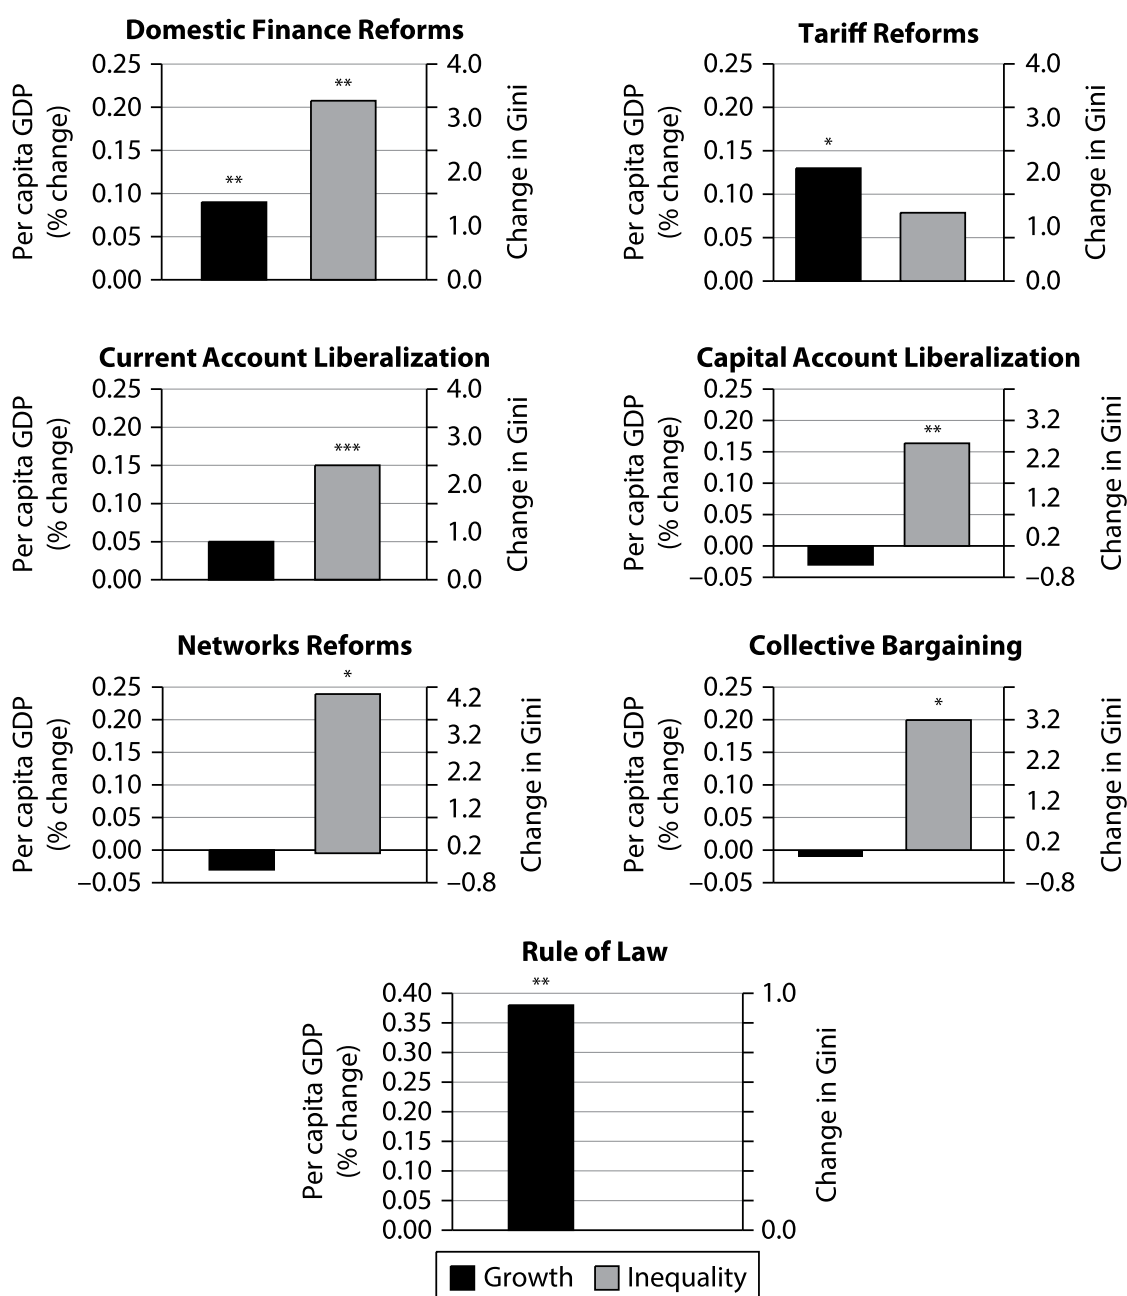 Domestic Finance Reforms
Per capita GDP
(% change)
0.25
0.20
0.15
0.10
0.05
0.00
**
**
4.0
3.0
2.0
1.0
0.0
Change in Gini
Tariff Reforms
Per capita GDP
(% change)
0.25
0.20
0.15
0.10
0.05
0.00
*
4.0
3.0
2.0
1.0
0.0
Change in Gini
Current Account Liberalization
Per capita GDP
(% change)
0.25
0.20
0.15
0.10
0.05
0.00
***
4.0
3.0
2.0
1.0
0.0
Change in Gini
Capital Account Liberalization
Per capita GDP
(% change)
0.25
0.20
0.15
0.10
0.05
0.00
–0.05
**
3.2
2.2
1.2
0.2
–0.8
Change in Gini
Networks Reforms
Per capita GDP
(% change)
0.25
0.20
0.15
0.10
0.05
0.00
–0.05
*
4.2
3.2
2.2
1.2
0.2
–0.8
Change in Gini
Collective Bargaining
Per capita GDP
(% change)
0.25
0.20
0.15
0.10
0.05
0.00
–0.05
*
3.2
2.2
1.2
0.2
–0.8
Change in Gini
Rule of Law
Per capita GDP
(% change)
0.40
0.35
0.30
0.25
0.20
0.15
0.10
0.05
0.00
**
1.0
0.0
Change in Gini
Growth
Inequality